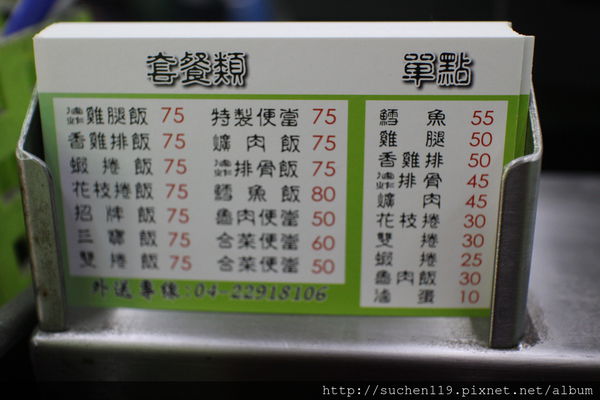 套餐類
滷炸雞腿飯 75
香雞排飯 75
蝦捲飯 75
花枝捲飯 75
招牌飯 75
三寶飯 75
雙捲飯 75
特製便當 75
爌肉飯 75
滷炸排骨飯 75
鱈魚飯 80
魯肉便當 50
合菜便當 60
合菜便當 50
外送專線:04-22918106
單點
鱈魚 55
雞腿 50
香雞排 50
滷炸排骨 45
爌肉 45
花枝捲 30
雙捲 30
蝦捲 25
魯肉飯 30
滷蛋 10
http://suchen119.pixnet.net/album